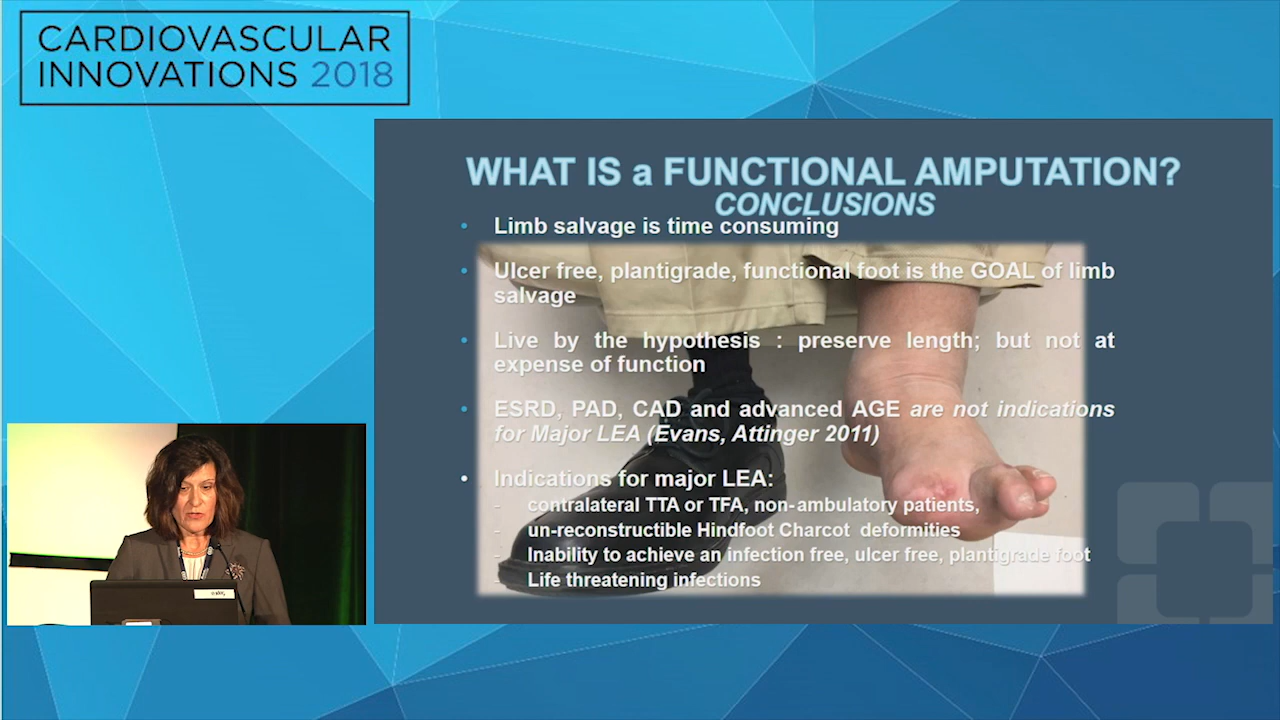 CARDIOVASCULAR
INNOVATIONS 2018
WHAT IS a FUNCTIONAL AMPUTATION?
CONCLUSIONS
• Limb salvage is time consuming
• Ulcer free, plantigrade, functional foot is the GOAL of limb
salvage
• Live by the hypothesis : preserve length; but not at
expense of function
• ESRD, PAD, CAD and advanced AGE are not indications
for Major LEA (Evans, Attinger 2011)
• Indications for major LEA:
- contralateral TTA or TFA, non-ambulatory patients,
- un-reconstructible Hindfoot Charcot deformities
- Inability to achieve an infection free, ulcer free, plantigrade foot
- Life threatening infections